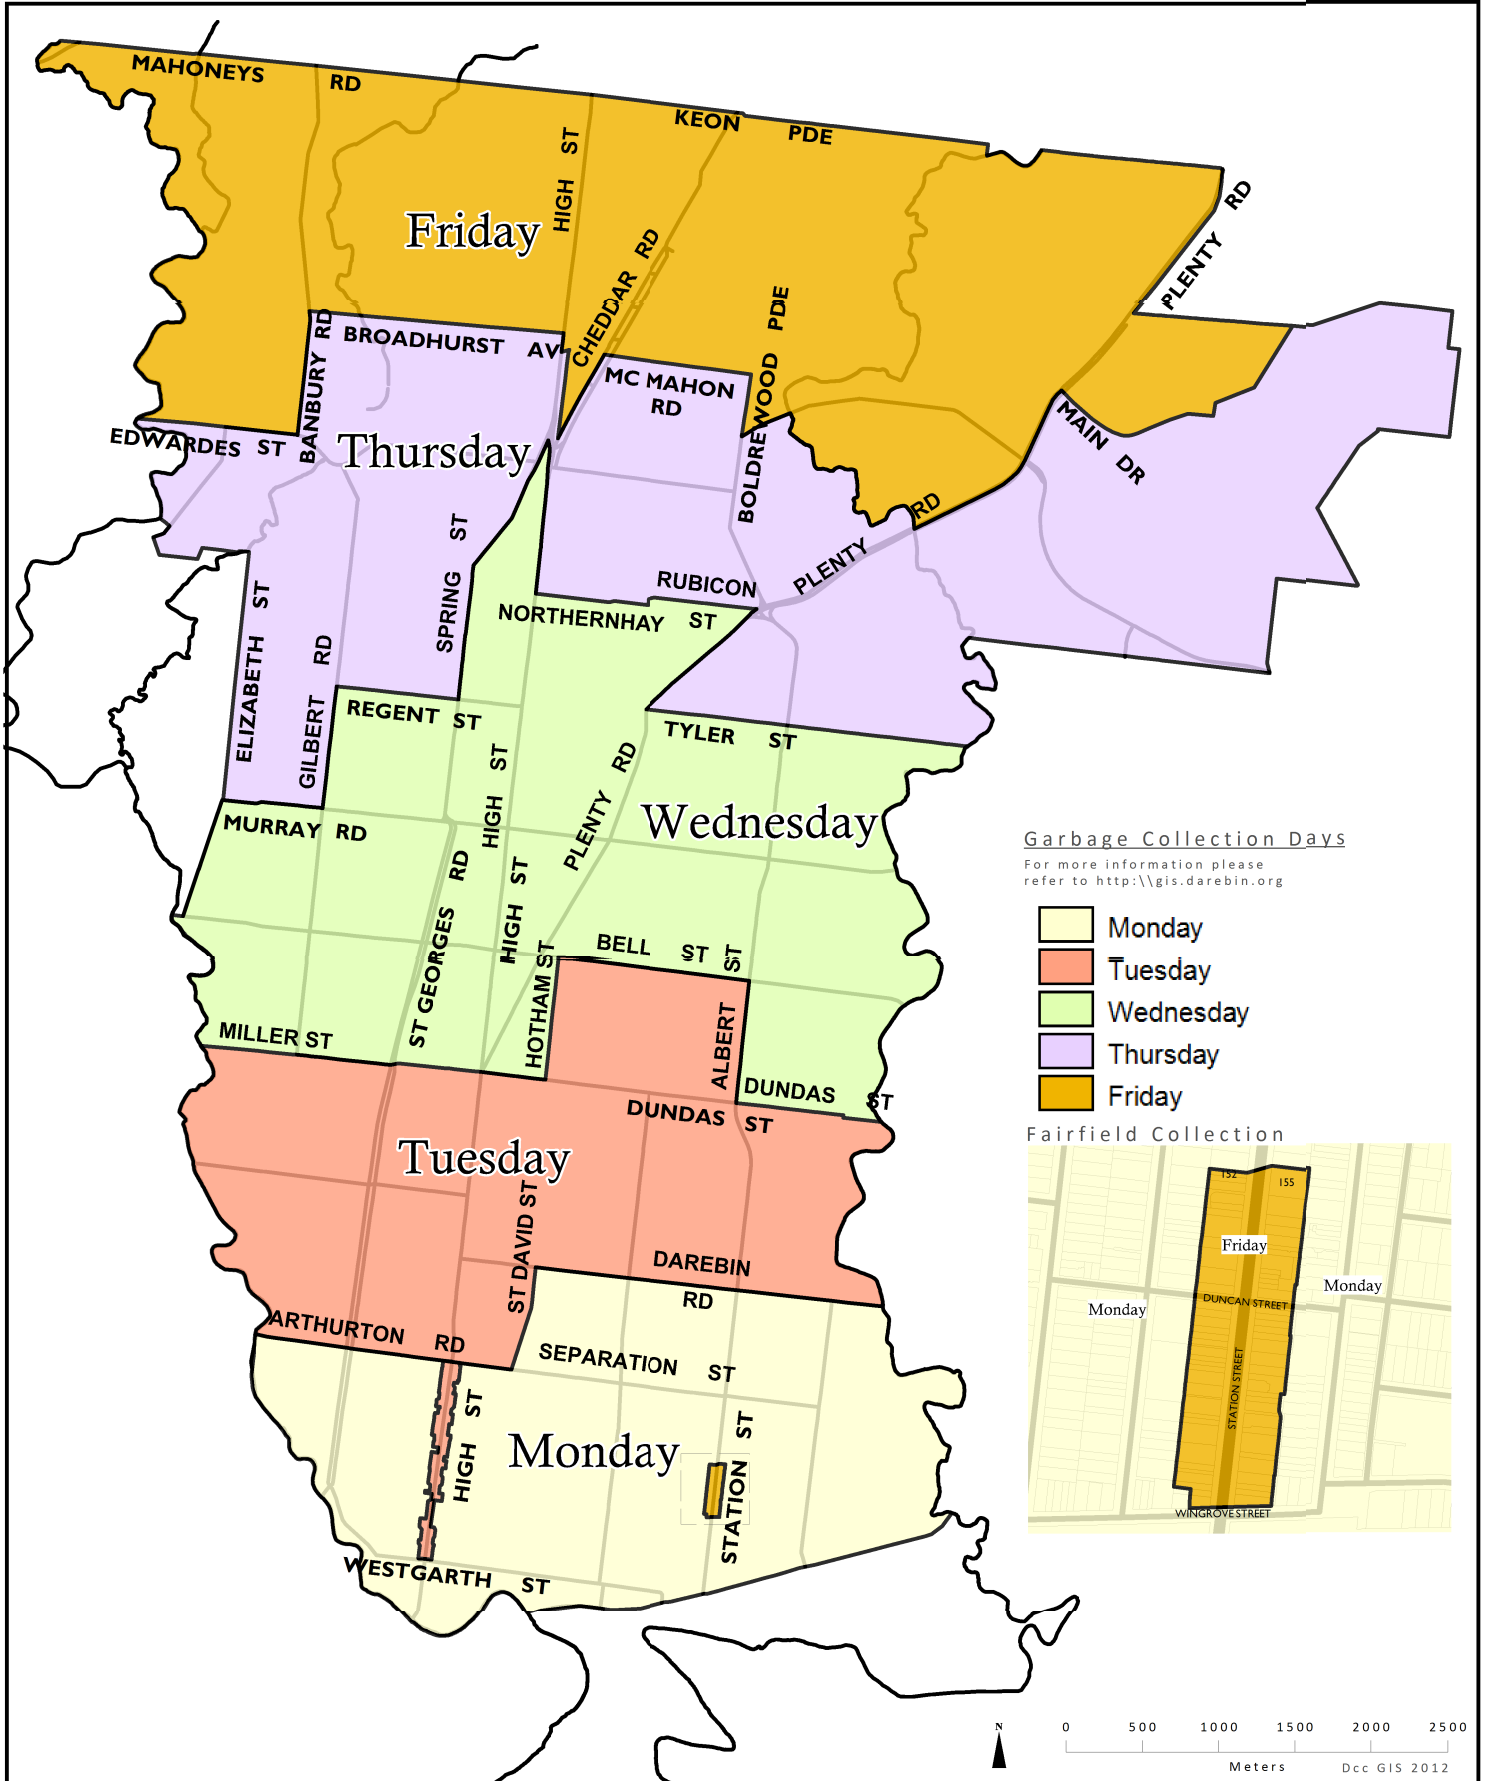 MAHONEYS RD
KEON PDE
HIGH ST
PLENTY RD
Friday
CHEDDAR RD
BOLDREWOOD PDE
BANBURY RD
BROADHURST AV
MC MAHON
RD
MAIN DR
EDWARDES ST
Thursday
RD
PLENTY
SPRING ST
RUBICON
ELIZABETH ST
NORTHERNHAY ST
GILBERT RD
REGENT ST
TYLER ST
HIGH ST
PLENTY RD
Wednesday
MURRAY RD
ST GEORGES RD
HIGH ST
HOTHAM ST
BELL ST
ALBERT ST
MILLER ST
DUNDAS ST
DUNDAS ST
Tuesday
ST DAVID ST
DAREBIN
RD
ARTHURTON RD
SEPARATION ST
HIGH ST
Monday
STATION ST
WESTGARTH ST
Garbage Collection Days
For more information please
refer to http:\\gis.darebin.org
Monday
Tuesday
Wednesday
Thursday
Friday
Fairfield Collection
152
155
Friday
Monday
Monday
DUNCAN STREET
STATION STREET
WINGROVE STREET
N
0 500 1000 1500 2000 2500
Meters
Dcc GIS 2012